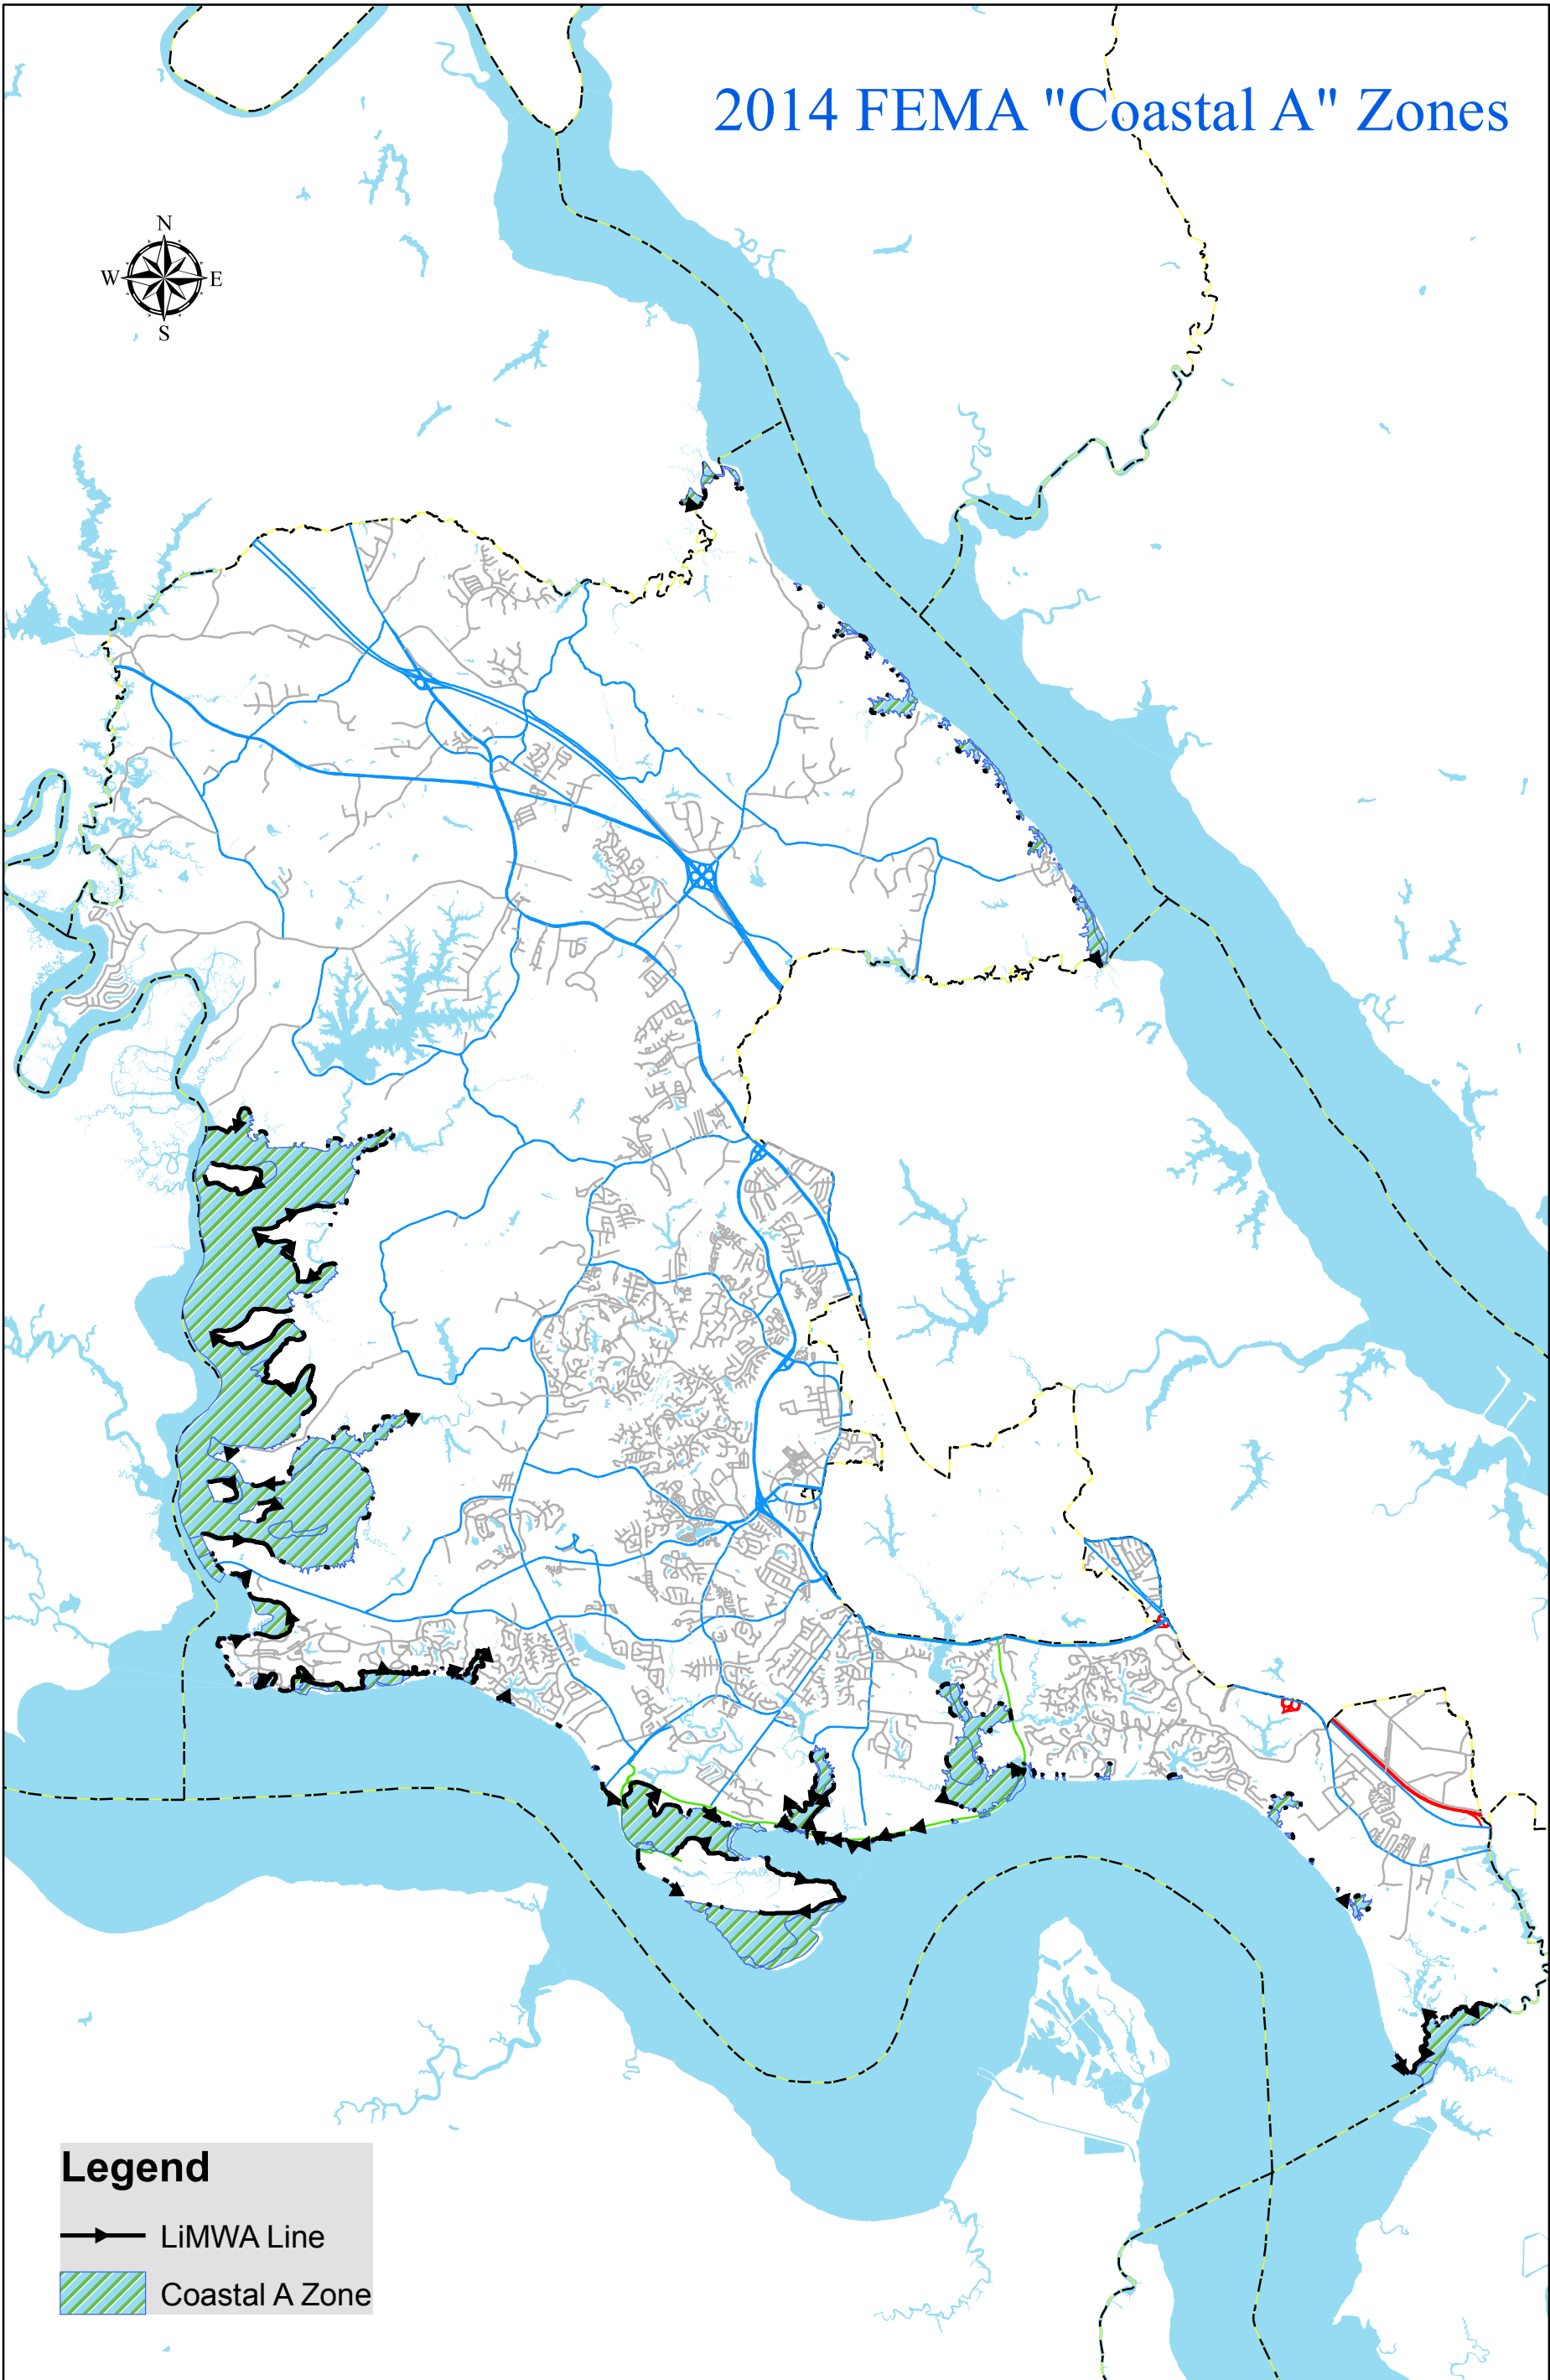 2014 FEMA "Coastal A" Zones
N
W E
S
Legend
LiMWA Line
Coastal A Zone